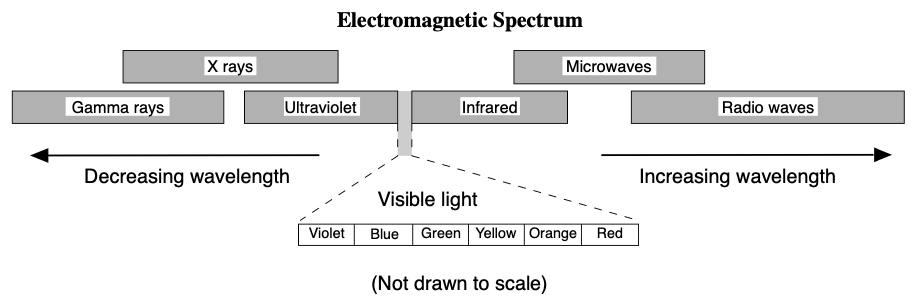 Electromagnetic Spectrum
X rays
Microwaves
Gamma rays
Ultraviolet
Infrared
Radio waves
Decreasing wavelength
Increasing wavelength
Visible light
Violet Blue Green Yellow Orange Red
(Not drawn to scale)